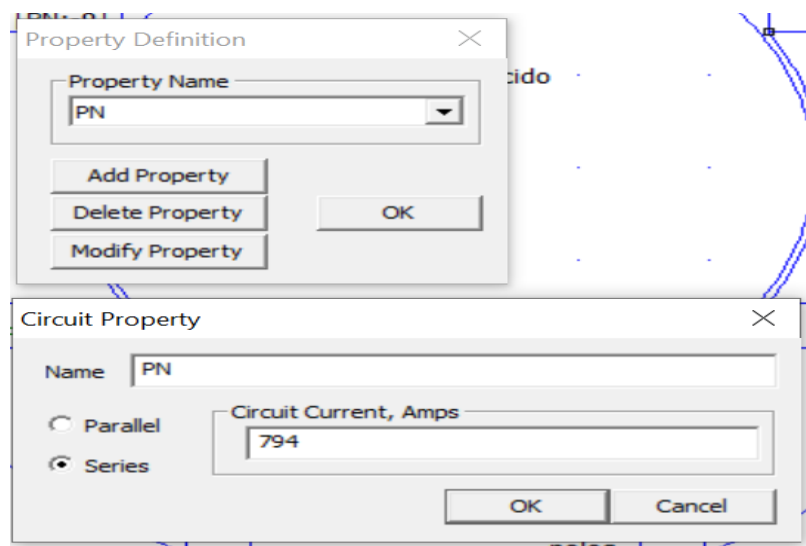 Property Definition
cido
Property Name
PN
Add Property
Delete Property
OK
Modify Property
Circuit Property
Name
PN
Parallel
Circuit Current, Amps
794
Series
OK
Cancel